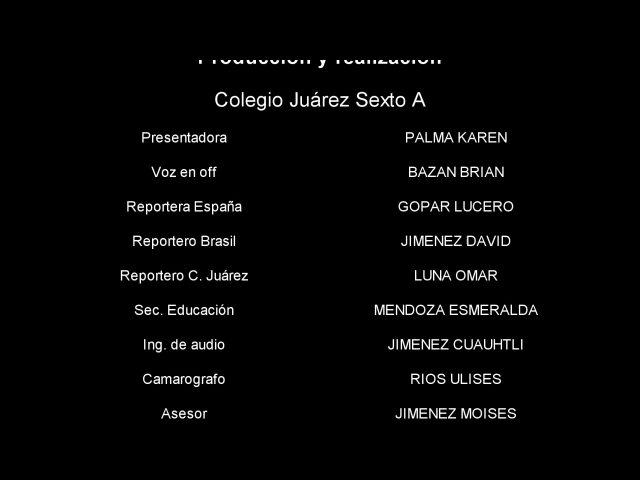 Producción y realización
Colegio Juárez Sexto A
Presentadora PALMA KAREN
Voz en off BAZAN BRIAN
Reportera España GOPAR LUCERO
Reportero Brasil JIMENEZ DAVID
Reportero C. Juárez LUNA OMAR
Sec. Educación MENDOZA ESMERALDA
Ing. de audio JIMENEZ CUAUHTLI
Camarografo RIOS ULISES
Asesor JIMENEZ MOISES